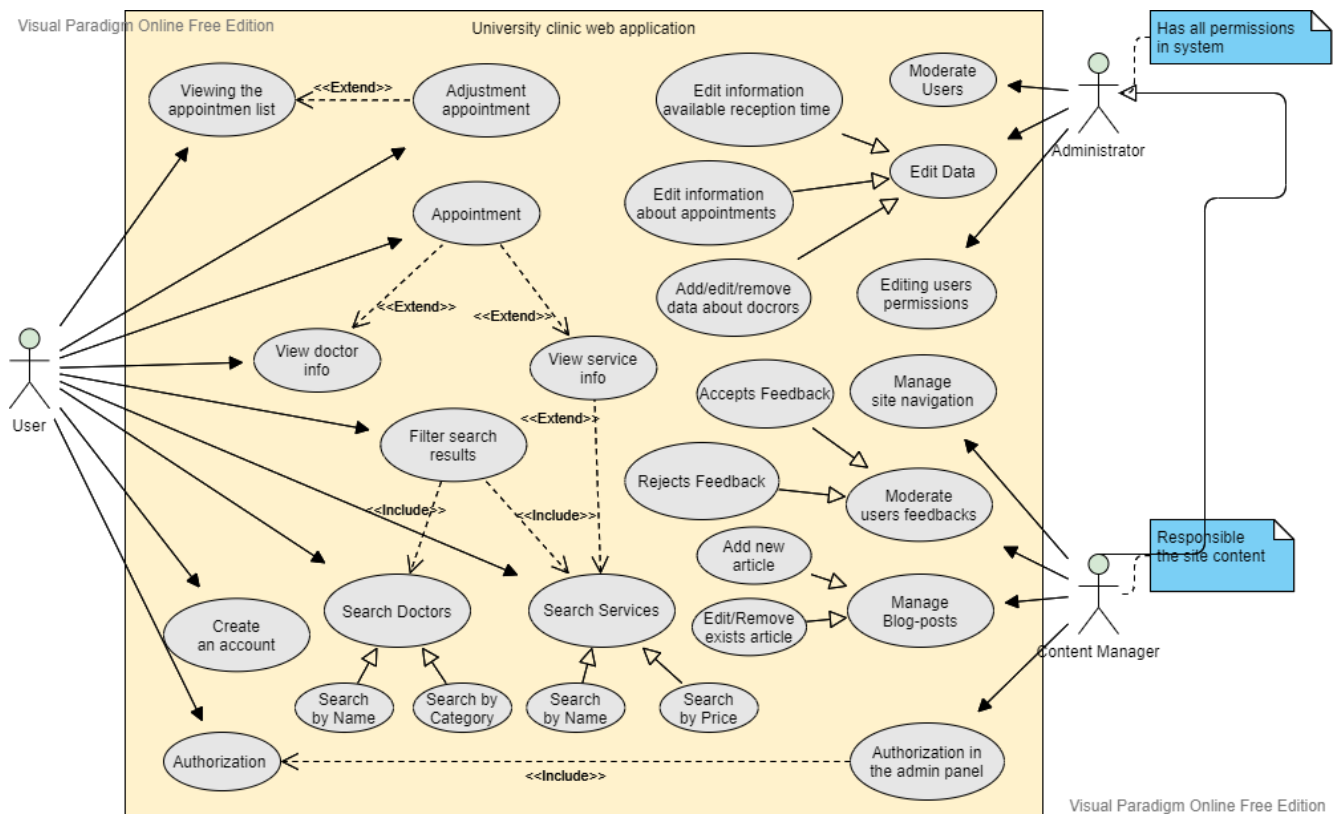 Visual Paradigm Online Free Edition
University clinic web application
Has all permissions
in system
Viewing the
appointmen list
<<Extend>>
Adjustment
appointment
Edit information
available reception time
Moderate
Users
Administrator
Edit Data
Edit information
about appointments
Appointment
Add/edit/remove
data about docrors
Editing users
permissions
<<Extend>>
<<Extend>>
View doctor
info
View service
info
User
Accepts Feedback
Manage
site navigation
<<Extend>>
Filter search
results
Rejects Feedback
Moderate
users feedbacks
<<Include>>
<<Include>>
Responsible
the site content
Add new
article
Search Doctors
Search Services
Edit/Remove
exists article
Manage
Blog-posts
Create
an account
Content Manager
Search
by Name
Search by
Category
Search
by Name
Search
by Price
Authorization
<<Include>>
Authorization in
the admin panel
Visual Paradigm Online Free Edition